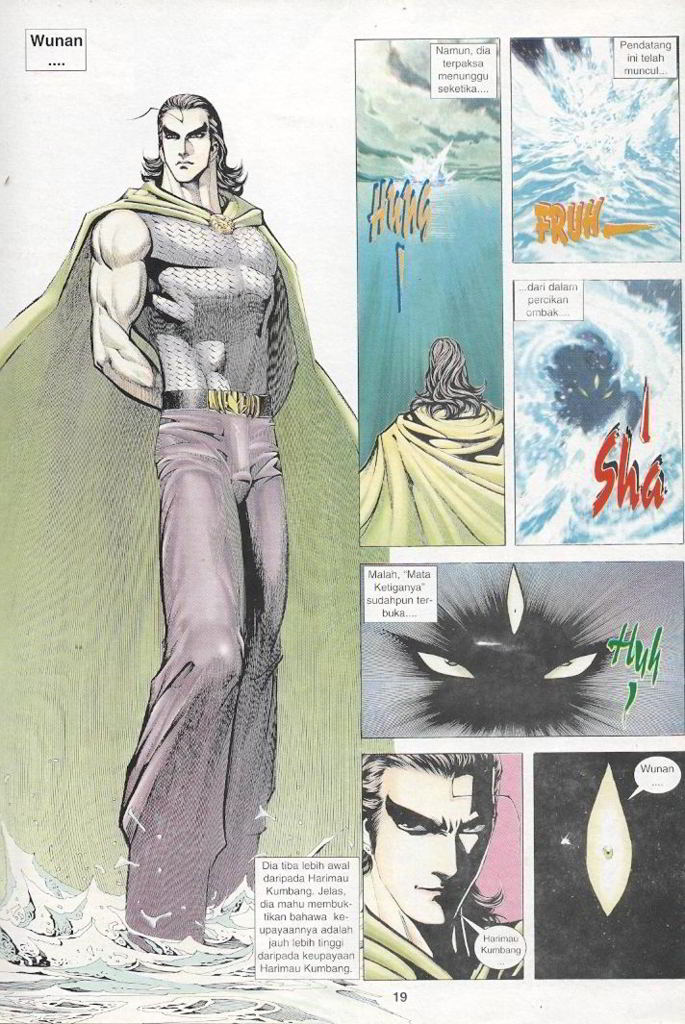 Wunan
....
Namun, dia
terpaksa
menunggu
seketika....
HUNG
Pendatang
ini telah
muncul...
FRUH
...dari dalam
percikan
ombak....
Sha
Malah, "Mata
Ketiganya"
sudahpun ter-
buka....
Huh
Dia tiba lebih awal
daripada Harimau
Kumbang. Jelas,
dia mahu membuk-
tikan bahawa ke-
upayaannya adalah
jauh lebih tinggi
daripada keupayaan
Harimau Kumbang.
Harimau
Kumbang
...
Wunan
....
19